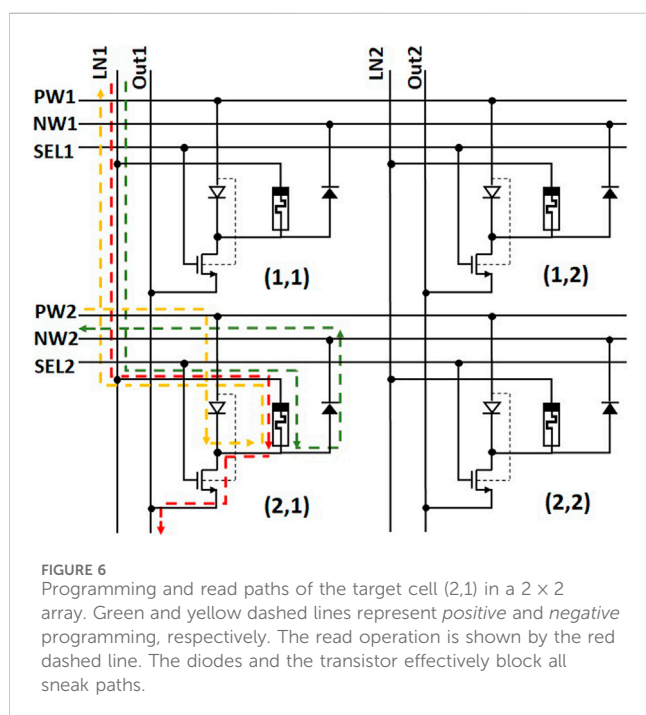 LN1
Out1
LN2
Out2
PW1
NW1
SEL1
(1,1)
(1,2)
PW2
NW2
SEL2
(2,1)
(2,2)
FIGURE 6
Programming and read paths of the target cell (2,1) in a 2 × 2
array. Green and yellow dashed lines represent positive and negative
programming, respectively. The read operation is shown by the red
dashed line. The diodes and the transistor effectively block all
sneak paths.